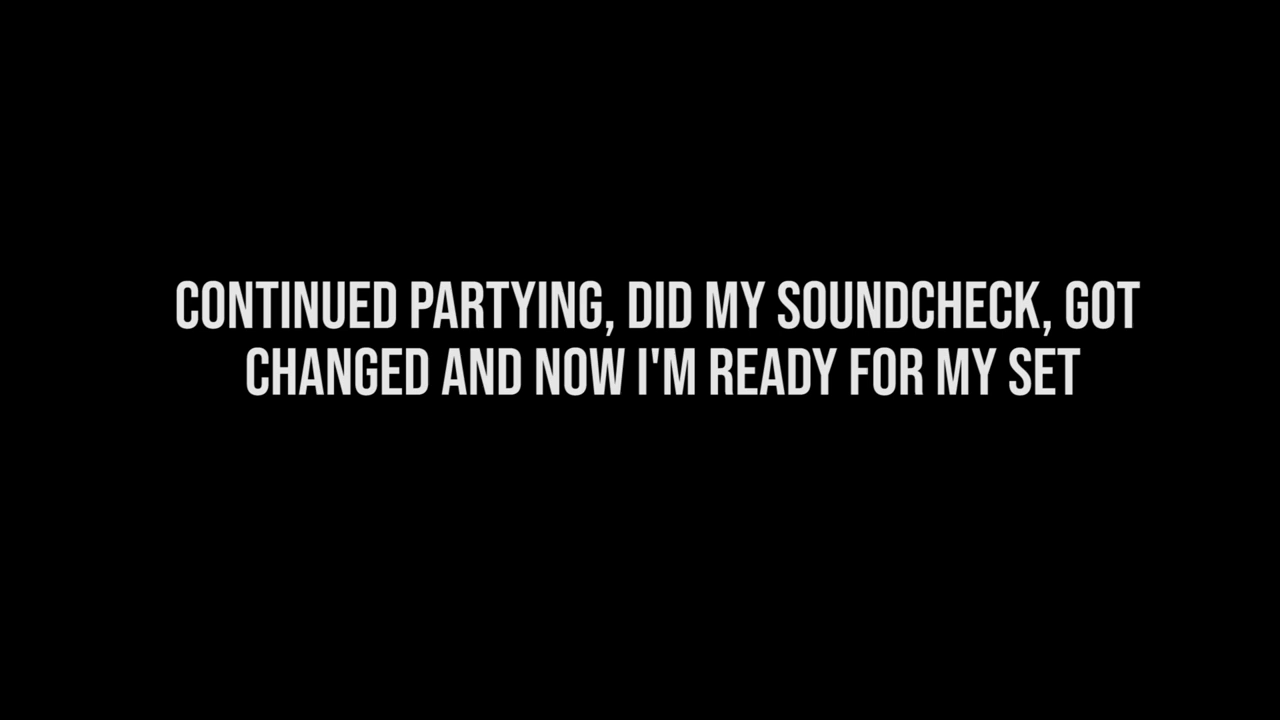 CONTINUED PARTYING, DID MY SOUNDCHECK, GOT
CHANGED AND NOW I'M READY FOR MY SET